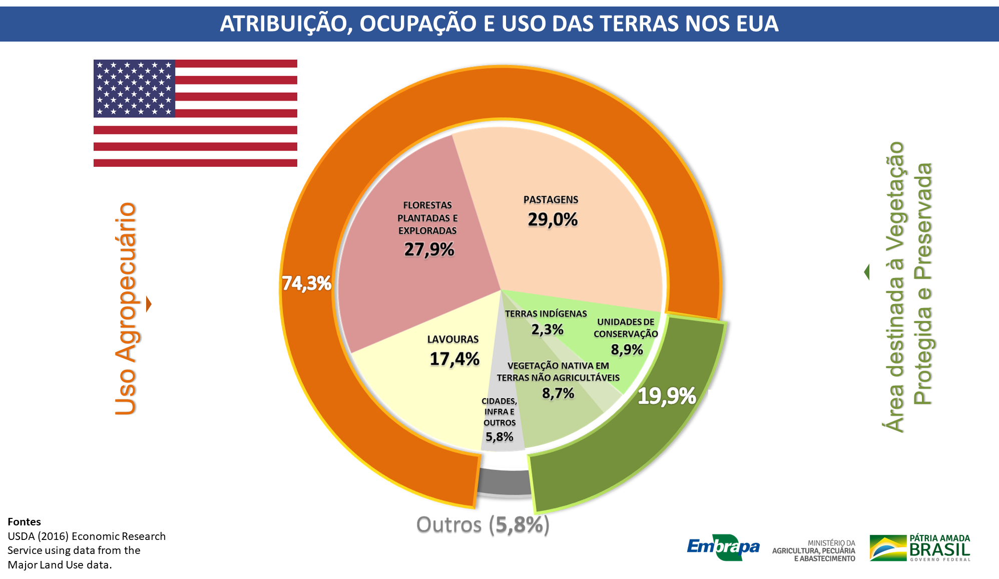 ATRIBUIÇÃO, OCUPAÇÃO E USO DAS TERRAS NOS EUA
Uso Agropecuário
74,3%
FLORESTAS
PLANTADAS E
EXPLORADAS
27,9%
PASTAGENS
29,0%
LAVOURAS
17,4%
TERRAS INDÍGENAS
2,3%
UNIDADES DE
CONSERVAÇÃO
8,9%
VEGETAÇÃO NATIVA EM
TERRAS NÃO AGRICULTÁVEIS
8,7%
CIDADES,
INFRA E
OUTROS
5,8%
19,9%
Área destinada à Vegetação
Protegida e Preservada
Outros (5,8%)
Fontes
USDA (2016) Economic Research
Service using data from the
Major Land Use data.
Embrapa
MINISTÉRIO DA
AGRICULTURA, PECUÁRIA
E ABASTECIMENTO
PÁTRIA AMADA
BRASIL
GOVERNO FEDERAL